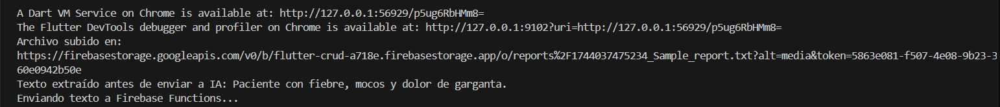 A Dart VM Service on Chrome is available at: http://127.0.0.1:56929/p5ug6RbHMm8=
The Flutter DevTools debugger and profiler on Chrome is available at: http://127.0.0.1:9102?uri=http://127.0.0.1:56929/p5ug6RbHMm8=
Archivo subido en:
https://firebasestorage.googleapis.com/v0/b/flutter-crud-a718e.firebasestorage.app/o/reports%2F1744037475234_Sample_report.txt?alt=media&token=5863e081-f507-4e08-9b23-3
60e0942b50e
Texto extraído antes de enviar a IA: Paciente con fiebre, mocos y dolor de garganta.
Enviando texto a Firebase Functions...